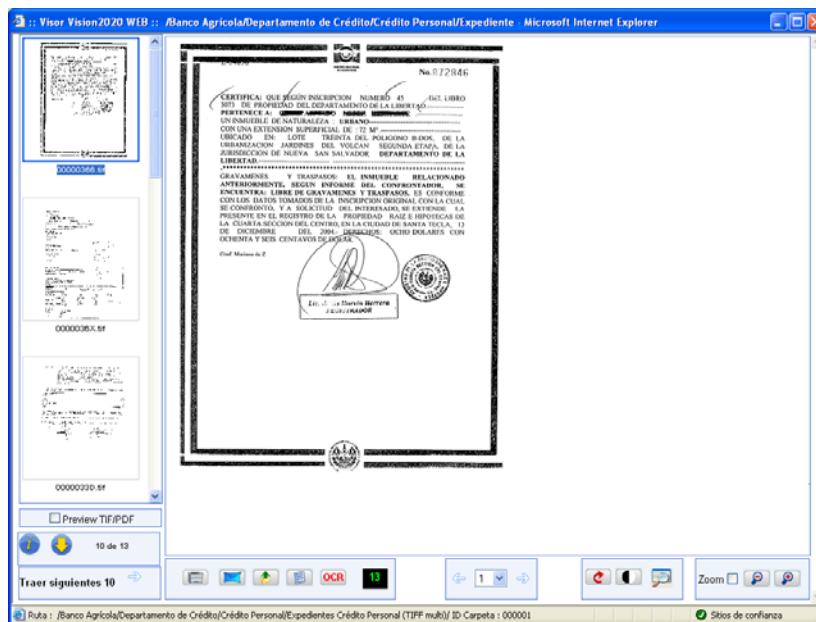 :: Visor Vision2020 WEB :: /Banco Agrícola/Departamento de Crédito/Crédito Personal/Expediente - Microsoft Internet Explorer
00000366.tif
0000036X.tif
0000033D.tif
Preview TIF/PDF
10 de 13
Traer siguientes 10
No. 872846
CERTIFICA: QUE SEGÚN INSCRIPCION NUMERO 45 DEL LIBRO
3073 DE PROPIEDAD DEL DEPARTAMENTO DE LA LIBERTAD
PERTENECE A:
UN INMUEBLE DE NATURALEZA : URBANO
CON UNA EXTENSION SUPERFICIAL DE : 72 M²
UBICADO EN: LOTE TREINTA DEL POLIGONO B-DOS, DE LA
URBANIZACION JARDINES DEL VOLCAN SEGUNDA ETAPA, DE LA
JURISDICCION DE NUEVA SAN SALVADOR DEPARTAMENTO DE LA
LIBERTAD.
GRAVAMENES Y TRASPASOS: EL INMUEBLE RELACIONADO
ANTERIORMENTE, SEGUN INFORME DEL CONFRONTADOR, SE
ENCUENTRA: LIBRE DE GRAVAMENES Y TRASPASOS, ES CONFORME
CON LOS DATOS TOMADOS DE LA INSCRIPCION ORIGINAL CON LA CUAL
SE CONFRONTO, Y A SOLICITUD DEL INTERESADO, SE EXTIENDE LA
PRESENTE EN EL REGISTRO DE LA PROPIEDAD RAIZ E HIPOTECAS DE
LA CUARTA SECCION DEL CENTRO, EN LA CIUDAD DE SANTA TECLA, 13
DE DICIEMBRE DEL 2004.- DERECHOS: OCHO DOLARES CON
OCHENTA Y SEIS CENTAVOS DE DOLAR.
Conf. Mariana de Z
Lic. Herrera
REGISTRADOR
OCR
13
1
Zoom
Ruta : /Banco Agrícola/Departamento de Crédito/Crédito Personal/Expedientes Crédito Personal (TIFF multi)/ ID Carpeta : 000001
Sitios de confianza